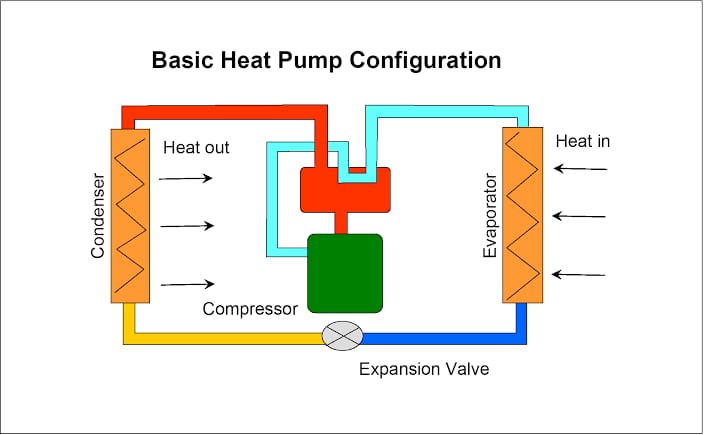 Basic Heat Pump Configuration
Heat out
Heat in
Condenser
Evaporator
Compressor
Expansion Valve